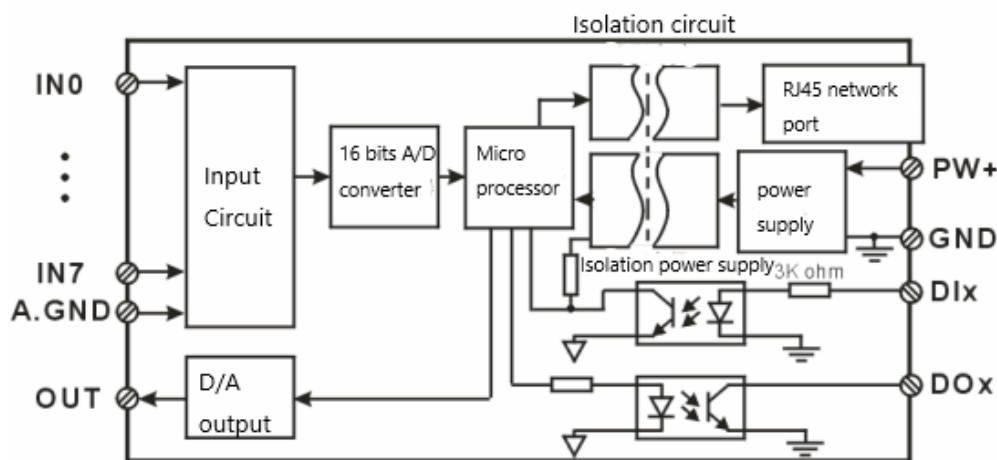 Isolation circuit
IN0
IN7
A.GND
OUT
Input
Circuit
16 bits A/D
converter
Micro
processor
RJ45 network
port
power
supply
PW+
GND
Isolation power supply
3K ohm
DIx
D/A
output
DOx